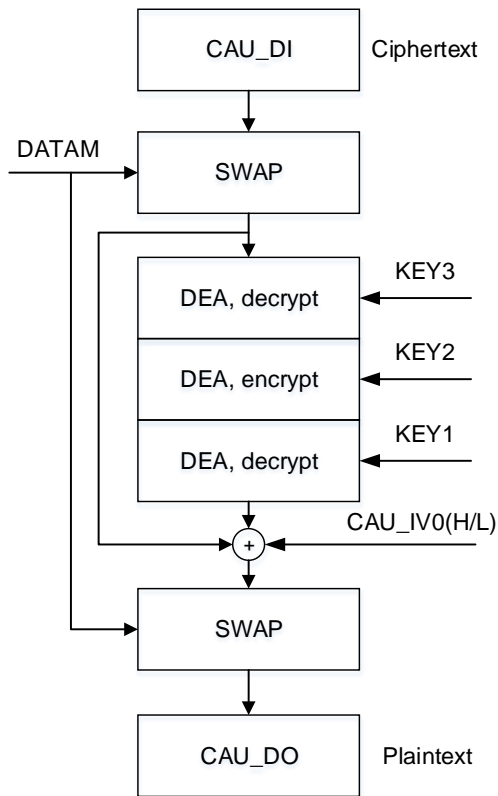 CAU_DI Ciphertext
DATAM
SWAP
KEY3
DEA, decrypt
KEY2
DEA, encrypt
KEY1
DEA, decrypt
CAU_IV0(H/L)
+
SWAP
CAU_DO Plaintext